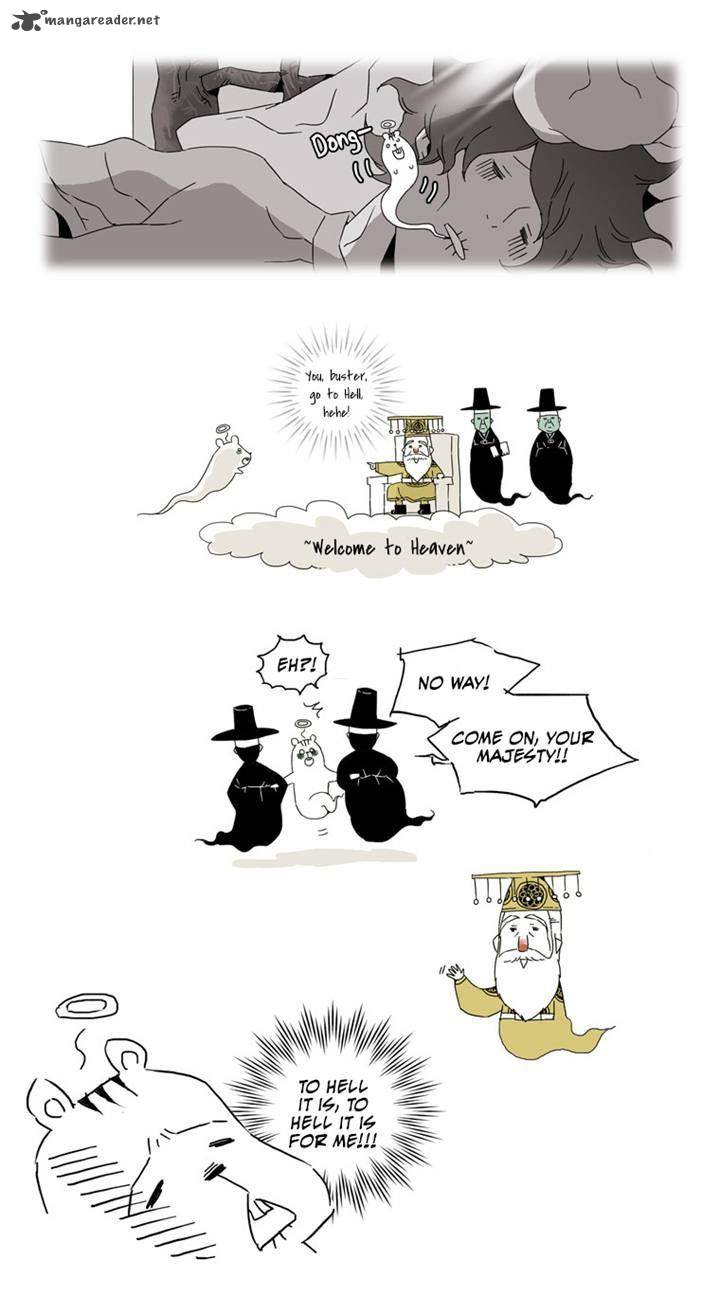 mangareader.net
Dong~
You, buster,
go to Hell,
hehe!
~Welcome to Heaven~
EH?!
NO WAY!
COME ON, YOUR
MAJESTY!!
TO HELL
IT IS, TO
HELL IT IS
FOR ME!!!